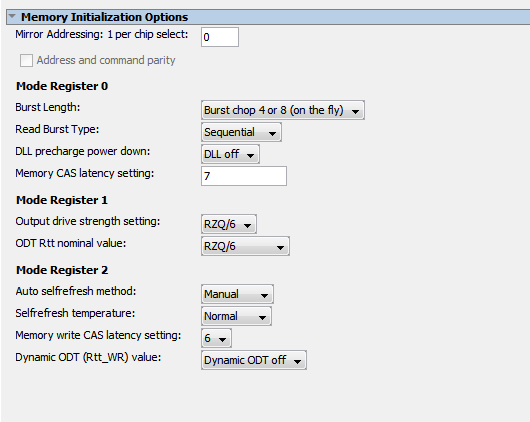 Memory Initialization Options
Mirror Addressing: 1 per chip select: 0
Address and command parity
Mode Register 0
Burst Length: Burst chop 4 or 8 (on the fly)
Read Burst Type: Sequential
DLL precharge power down: DLL off
Memory CAS latency setting: 7
Mode Register 1
Output drive strength setting: RZQ/6
ODT Rtt nominal value: RZQ/6
Mode Register 2
Auto selfrefresh method: Manual
Selfrefresh temperature: Normal
Memory write CAS latency setting: 6
Dynamic ODT (Rtt_WR) value: Dynamic ODT off